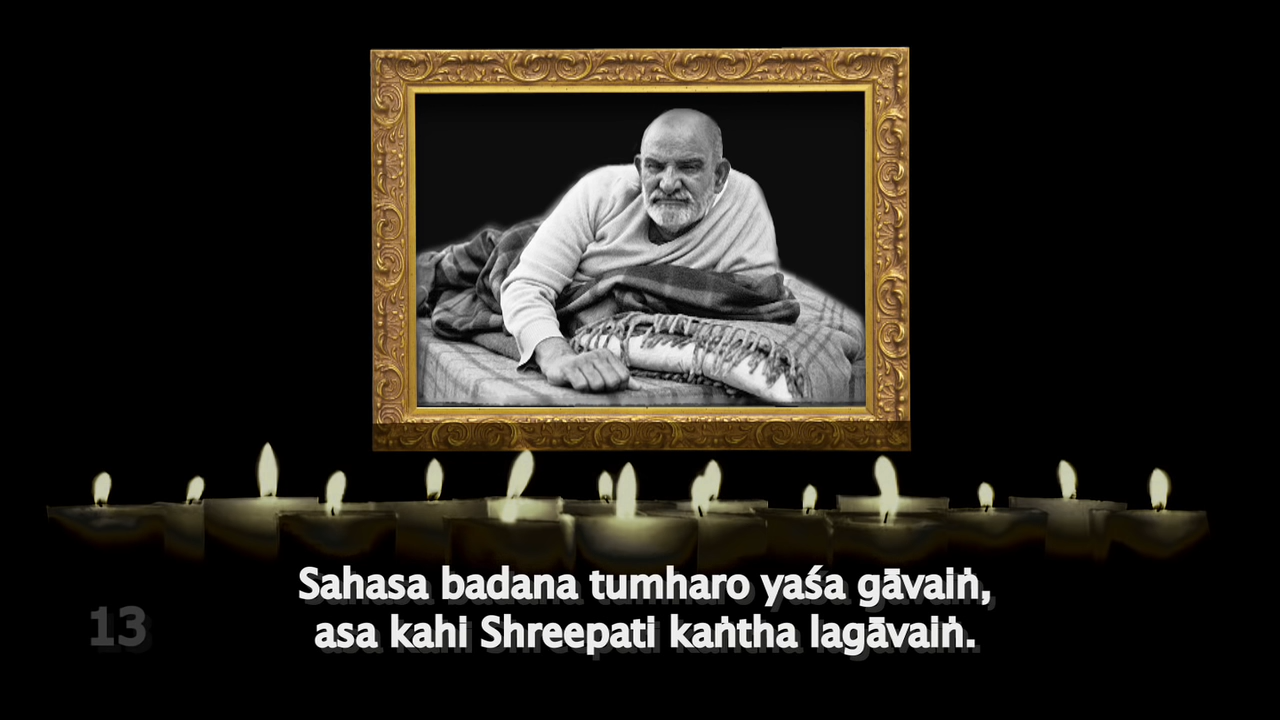 Sahasa badana tumharo yaśa gāvaiṅ,
asa kahi Shreepati kaṅtha lagāvaiṅ.
13